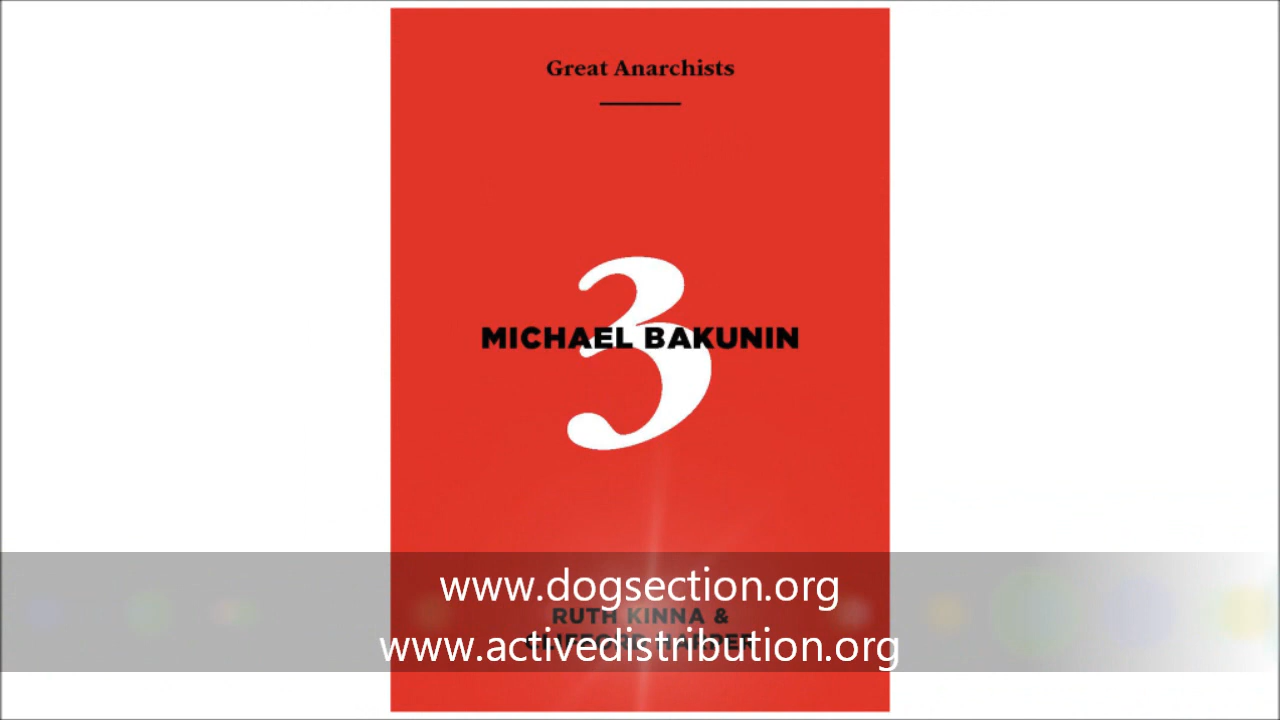 Great Anarchists
3
MICHAEL BAKUNIN
www.dogsection.org
RUTH KINNA &
www.activedistribution.org